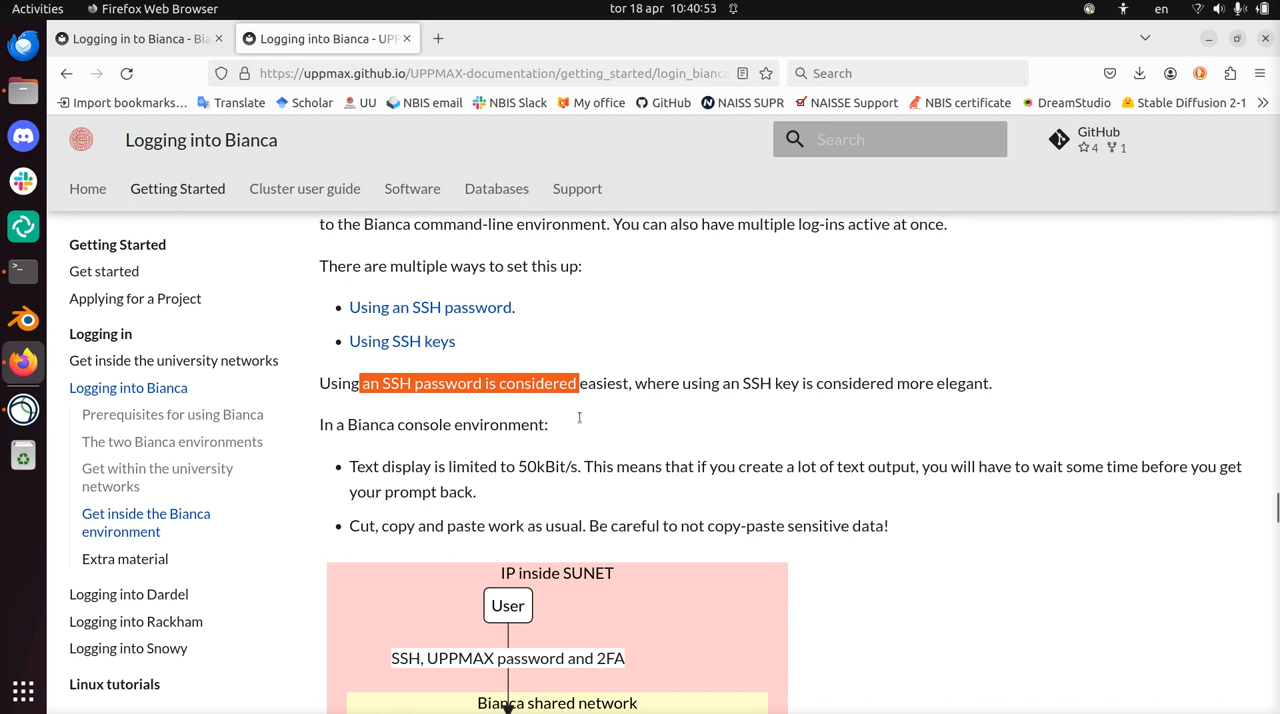 Activities Firefox Web Browser tor 18 apr 10:40:53 en
Logging in to Bianca - Bia Logging into Bianca - UPP
https://uppmax.github.io/UPPMAX-documentation/getting_started/login_bianca Search
Import bookmarks... Translate Scholar UU NBIS email NBIS Slack My office GitHub NAISS SUPR NAISSE Support NBIS certificate DreamStudio Stable Diffusion 2-1
Logging into Bianca Search GitHub
4 1
Home Getting Started Cluster user guide Software Databases Support
Getting Started
Get started
Applying for a Project
Logging in
Get inside the university networks
Logging into Bianca
Prerequisites for using Bianca
The two Bianca environments
Get within the university
networks
Get inside the Bianca
environment
Extra material
Logging into Dardel
Logging into Rackham
Logging into Snowy
Linux tutorials
to the Bianca command-line environment. You can also have multiple log-ins active at once.
There are multiple ways to set this up:
• Using an SSH password.
• Using SSH keys
Using an SSH password is considered easiest, where using an SSH key is considered more elegant.
In a Bianca console environment:
• Text display is limited to 50kBit/s. This means that if you create a lot of text output, you will have to wait some time before you get
your prompt back.
• Cut, copy and paste work as usual. Be careful to not copy-paste sensitive data!
IP inside SUNET
User
SSH, UPPMAX password and 2FA
Bianca shared network